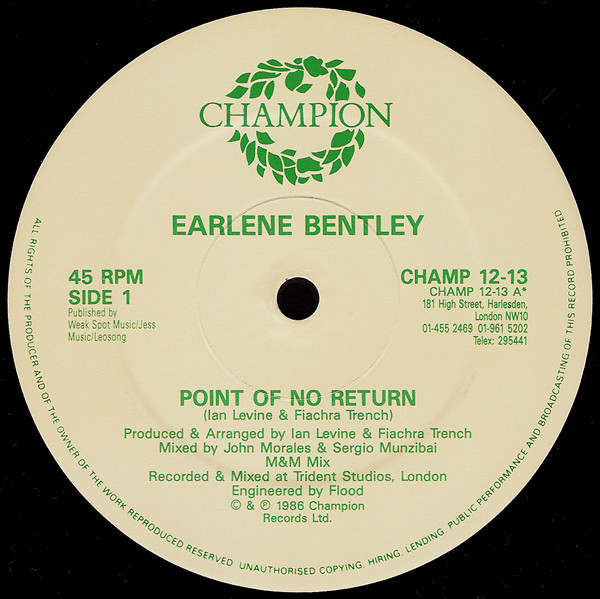 CHAMPION
EARLENE BENTLEY
45 RPM
SIDE 1
Published by
Weak Spot Music/Jess
Music/Leosong
CHAMP 12-13
CHAMP 12-13 A*
181 High Street, Harlesden,
London NW10
01-455 2469 01-961 5202
Telex: 295441
POINT OF NO RETURN
(Ian Levine & Fiachra Trench)
Produced & Arranged by Ian Levine & Fiachra Trench
Mixed by John Morales & Sergio Munzibai
M&M Mix
Recorded & Mixed at Trident Studios, London
Engineered by Flood
© & ℗ 1986 Champion
Records Ltd.
ALL RIGHTS OF THE PRODUCER AND OF THE OWNER OF THE WORK REPRODUCED RESERVED UNAUTHORISED COPYING, HIRING, LENDING, PUBLIC PERFORMANCE AND BROADCASTING OF THIS RECORD PROHIBITED